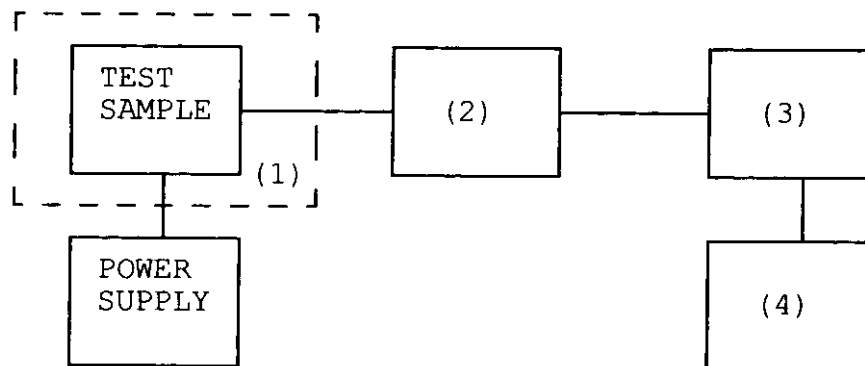 TEST
SAMPLE
(1)
(2)
(3)
POWER
SUPPLY
(4)